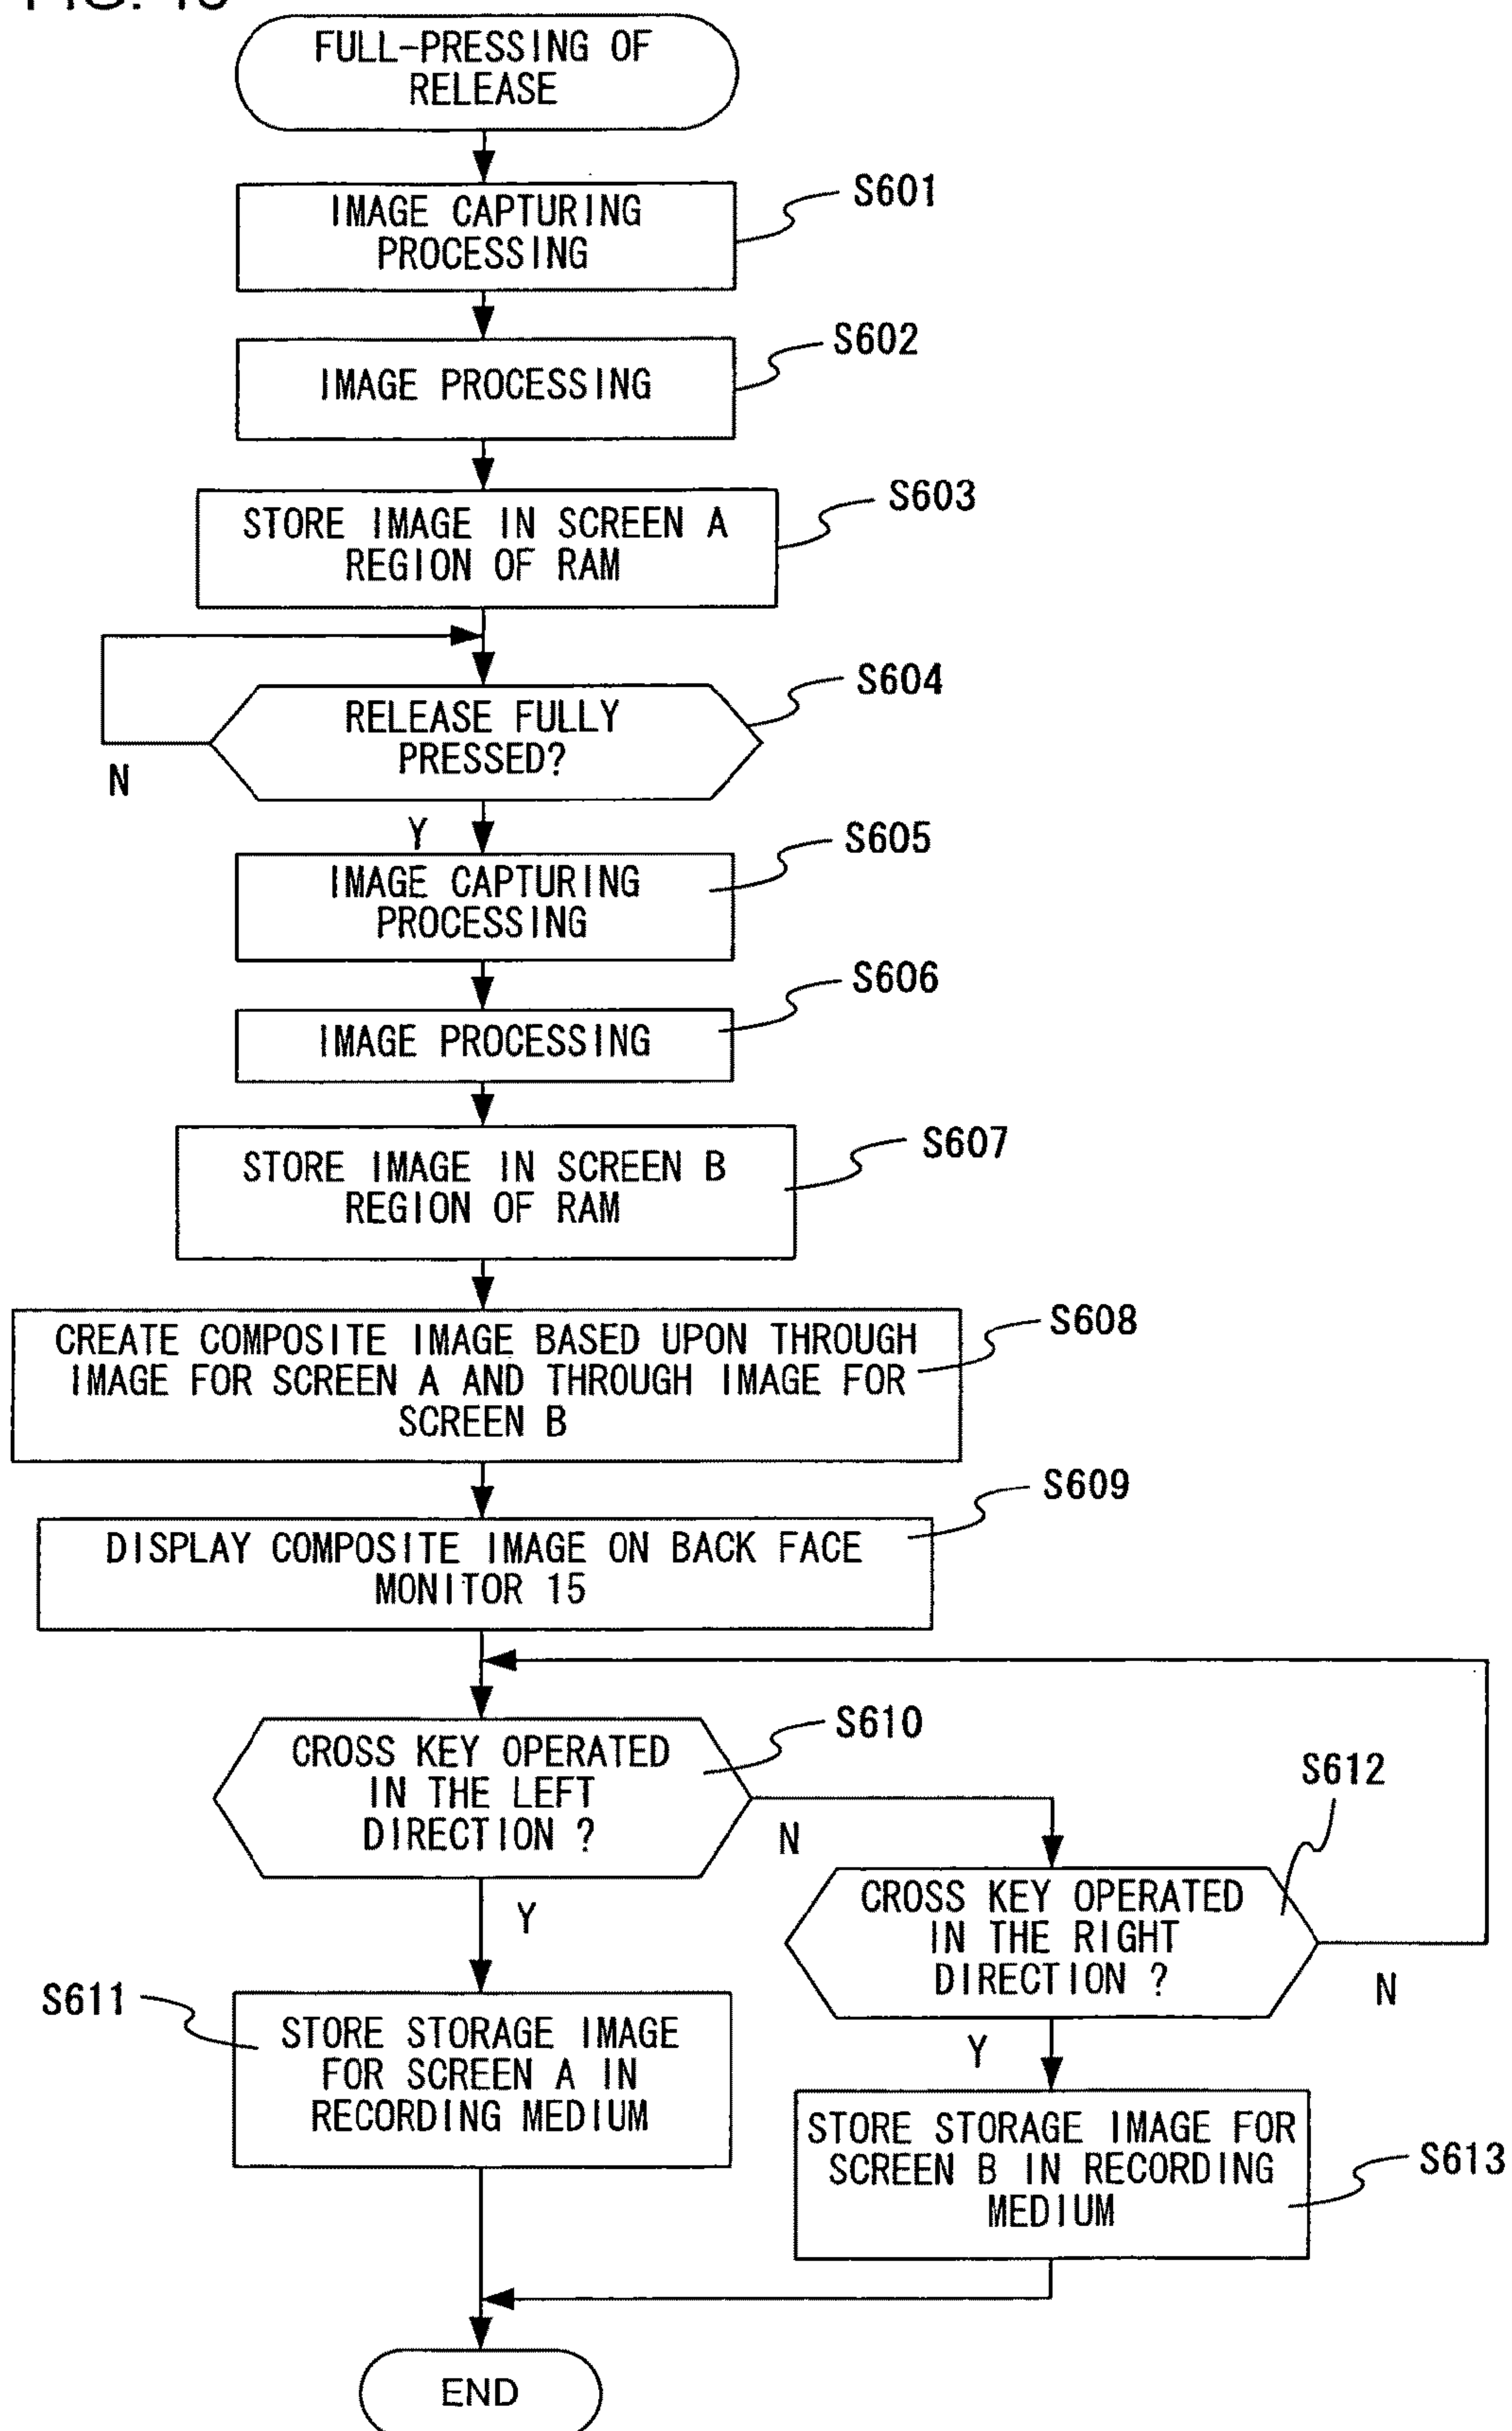 FULL-PRESSING OF
RELEASE
S601
IMAGE CAPTURING
PROCESSING
S602
IMAGE PROCESSING
S603
STORE IMAGE IN SCREEN A
REGION OF RAM
S604
RELEASE FULLY
PRESSED?
N
Y
S605
IMAGE CAPTURING
PROCESSING
S606
IMAGE PROCESSING
S607
STORE IMAGE IN SCREEN B
REGION OF RAM
S608
CREATE COMPOSITE IMAGE BASED UPON THROUGH
IMAGE FOR SCREEN A AND THROUGH IMAGE FOR
SCREEN B
S609
DISPLAY COMPOSITE IMAGE ON BACK FACE
MONITOR 15
S610
CROSS KEY OPERATED
IN THE LEFT
DIRECTION ?
N
Y
S612
CROSS KEY OPERATED
IN THE RIGHT
DIRECTION ?
N
Y
S611
STORE STORAGE IMAGE
FOR SCREEN A IN
RECORDING MEDIUM
STORE STORAGE IMAGE FOR
SCREEN B IN RECORDING
MEDIUM
S613
END